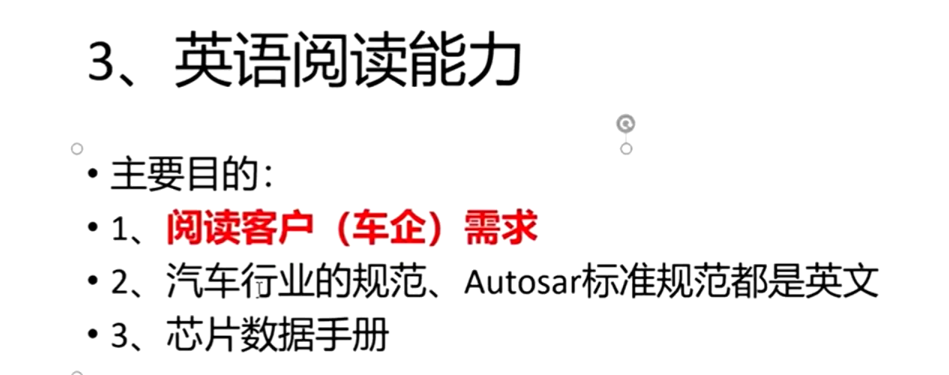 3、英语阅读能力
• 主要目的：
• 1、阅读客户（车企）需求
• 2、汽车行业的规范、Autosar标准规范都是英文
• 3、芯片数据手册